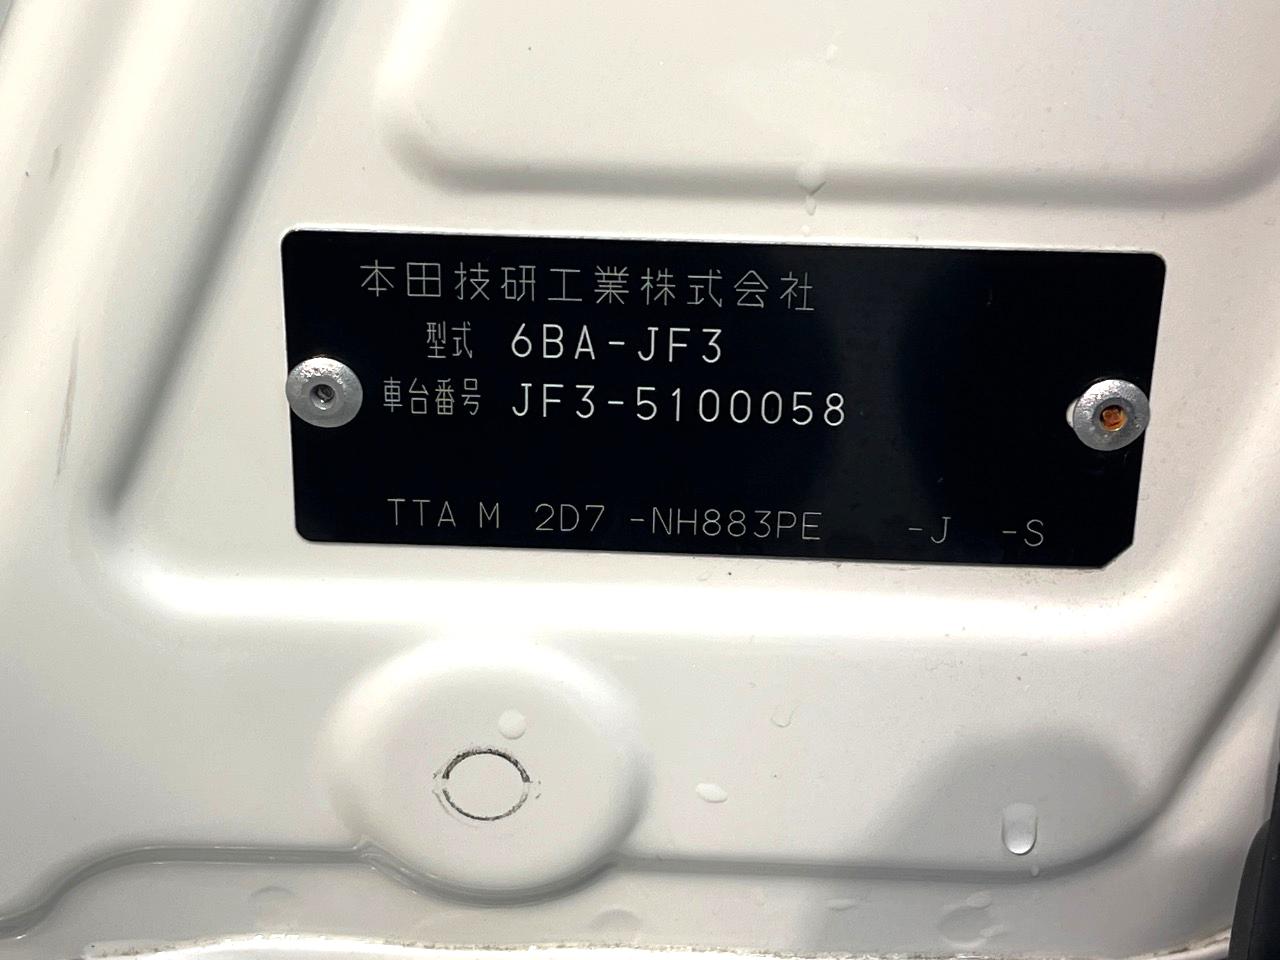 本田技研工業株式会社
型式 6BA-JF3
車台番号 JF3-5100058
TTA M 2D7 -NH883PE -J -S